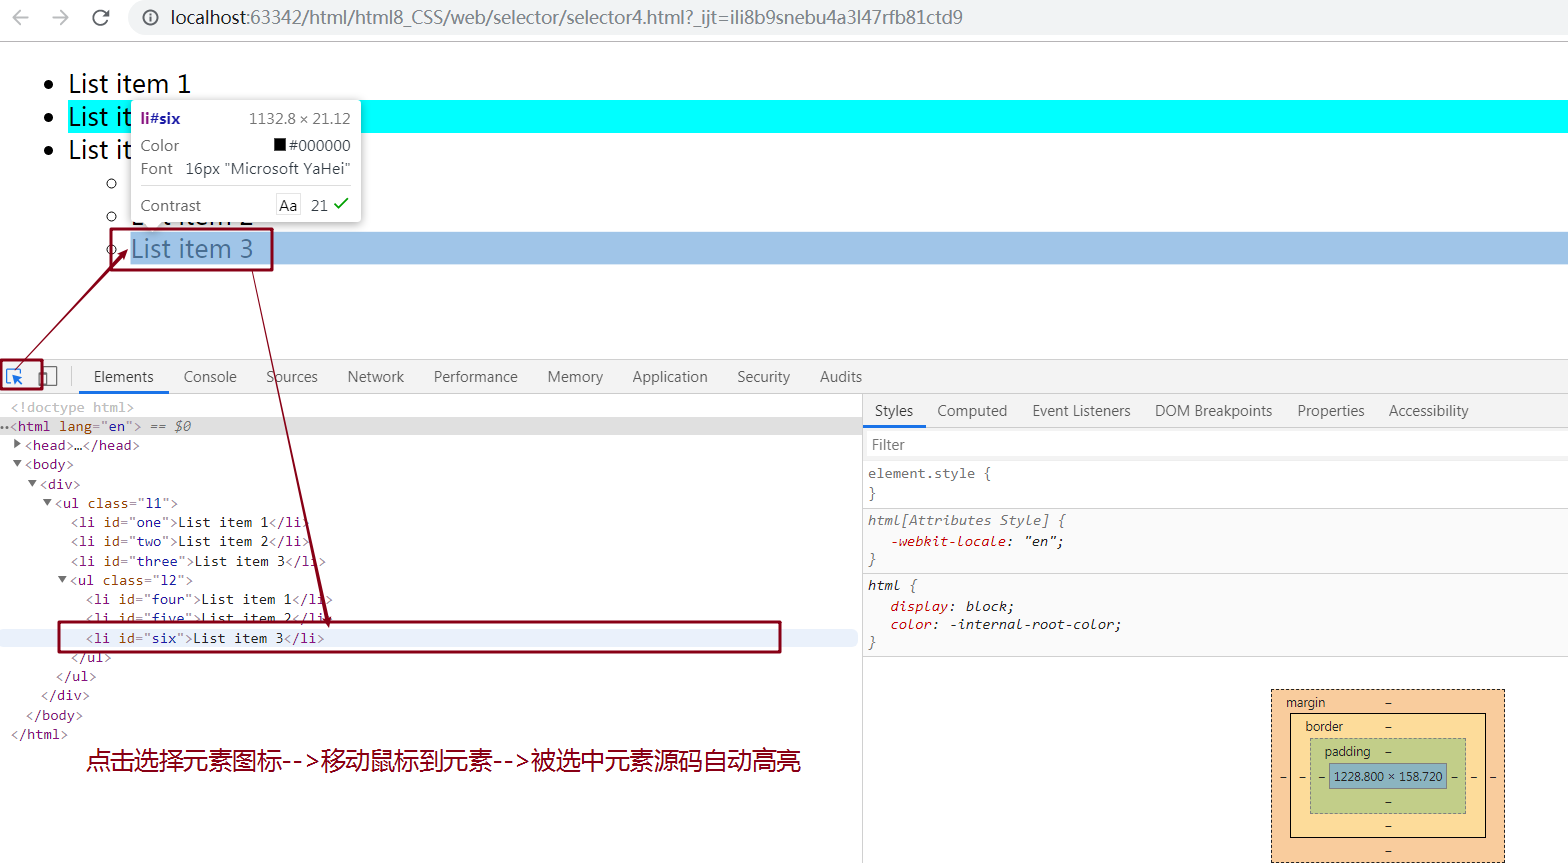 localhost:63342/html/html8_CSS/web/selector/selector4.html?_ijt=ili8b9snebu4a3l47rfb81ctd9
List item 1
List it
List it
li#six 1132.8 × 21.12
Color #000000
Font 16px "Microsoft YaHei"
Contrast Aa 21
List item 3
Elements Console Sources Network Performance Memory Application Security Audits
<!doctype html>
<html lang="en"> == $0
<head>…</head>
<body>
<div>
<ul class="l1">
<li id="one">List item 1</li>
<li id="two">List item 2</li>
<li id="three">List item 3</li>
<ul class="l2">
<li id="four">List item 1</li>
<li id="five">List item 2</li>
<li id="six">List item 3</li>
</ul>
</ul>
</div>
</body>
</html>
点击选择元素图标-->移动鼠标到元素-->被选中元素源码自动高亮
Styles Computed Event Listeners DOM Breakpoints Properties Accessibility
Filter
element.style {
}
html[Attributes Style] {
-webkit-locale: "en";
}
html {
display: block;
color: -internal-root-color;
}
margin –
border –
padding –
– – – 1228.800 × 158.720 – – –
–
–
–